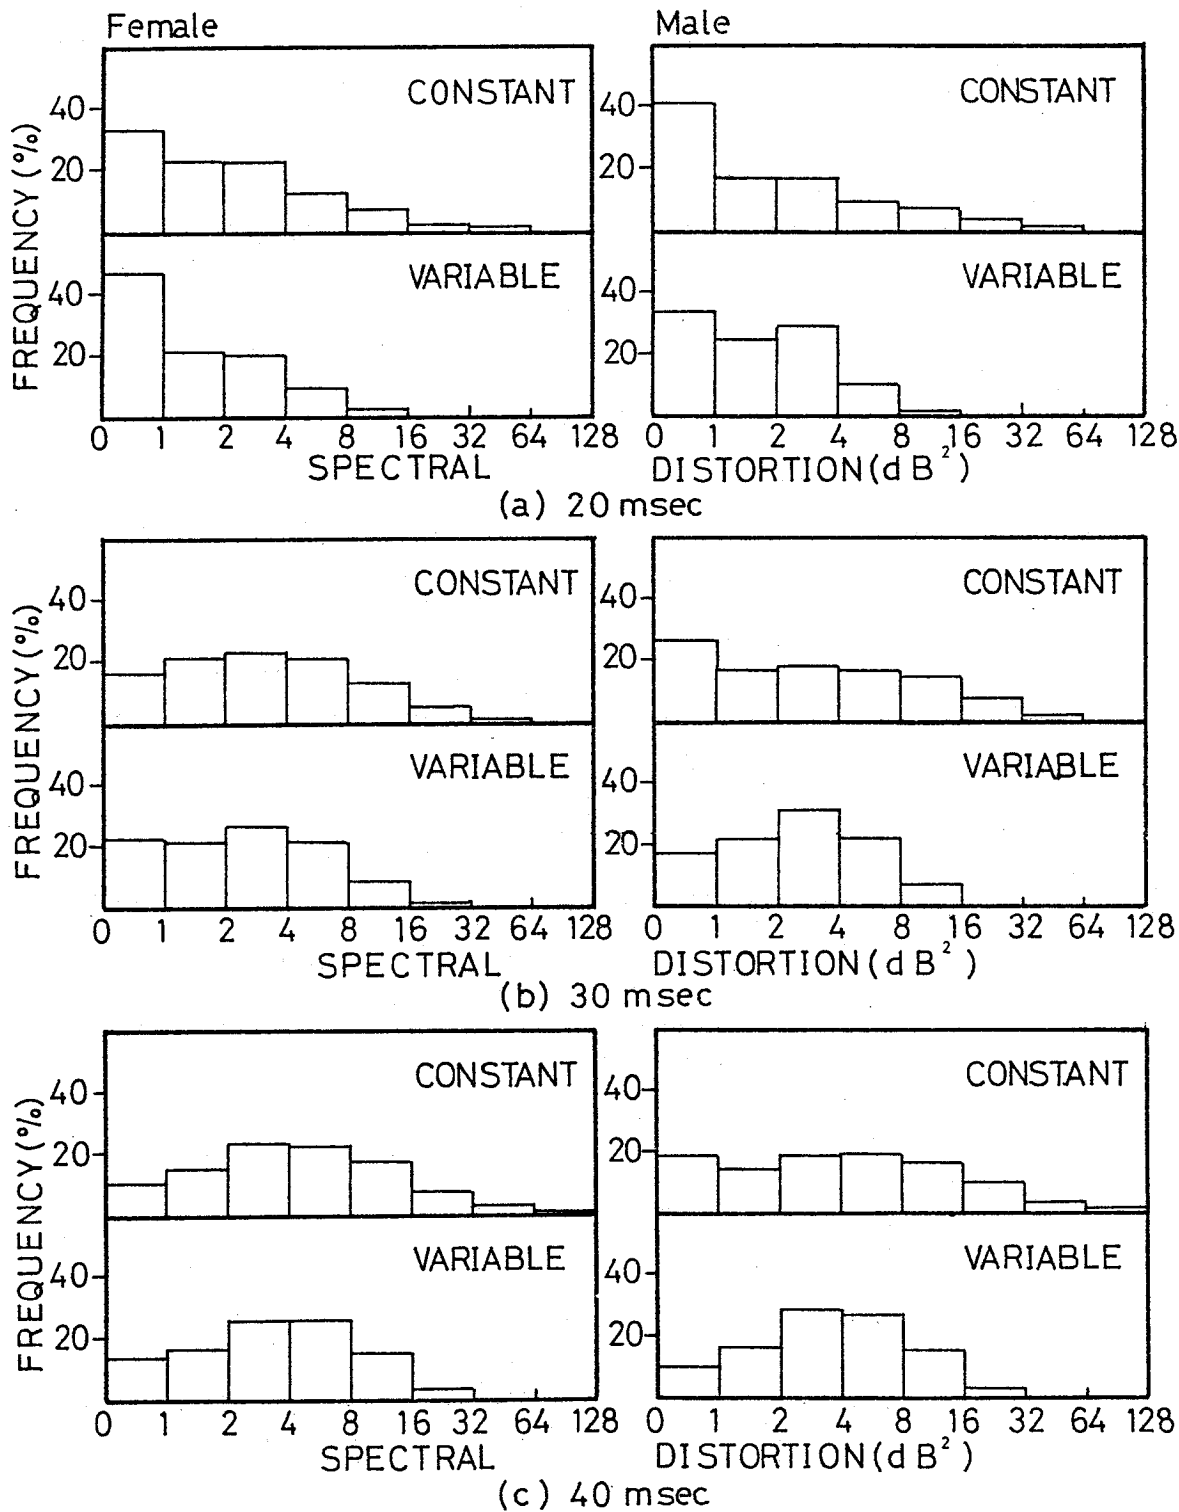 Female Male
CONSTANT CONSTANT
40 40
20 20
VARIABLE VARIABLE
40 40
20 20
FREQUENCY (%)
0 1 2 4 8 16 32 64 128 0 1 2 4 8 16 32 64 128
SPECTRAL DISTORTION (dB²)
(a) 20 msec
CONSTANT CONSTANT
40 40
20 20
VARIABLE VARIABLE
40 40
20 20
FREQUENCY (%)
0 1 2 4 8 16 32 64 128 0 1 2 4 8 16 32 64 128
SPECTRAL DISTORTION (dB²)
(b) 30 msec
CONSTANT CONSTANT
40 40
20 20
VARIABLE VARIABLE
40 40
20 20
FREQUENCY (%)
0 1 2 4 8 16 32 64 128 0 1 2 4 8 16 32 64 128
SPECTRAL DISTORTION (dB²)
(c) 40 msec